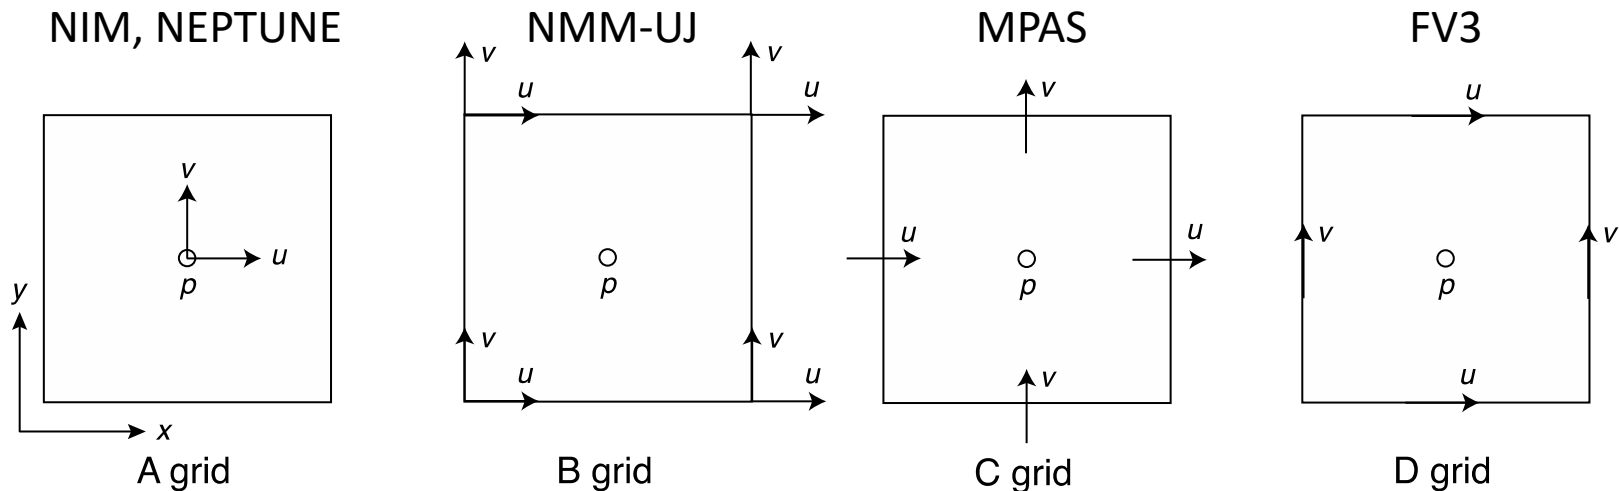 NIM, NEPTUNE
NMM-UJ
MPAS
FV3
v
u
p
y
x
A grid
v
v
u
u
p
v
v
u
u
B grid
v
u
u
p
v
C grid
u
v
v
p
u
D grid